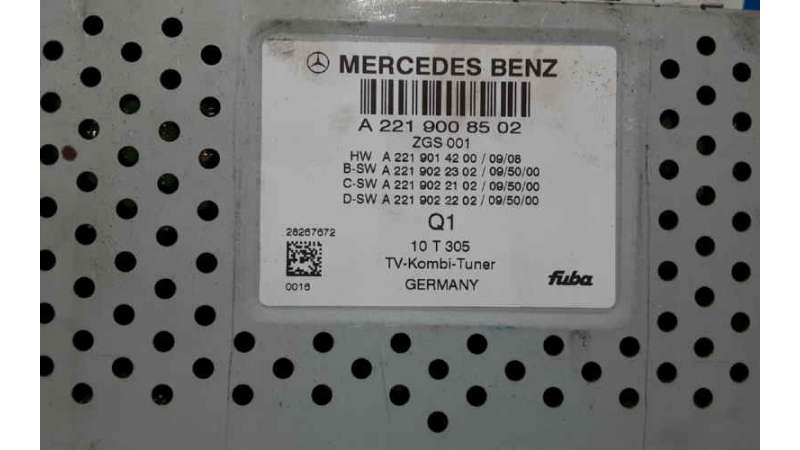 MERCEDES BENZ
A 221 900 85 02
ZGS 001
HW A 221 901 42 00 / 09/08
B-SW A 221 902 23 02 / 09/50/00
C-SW A 221 902 21 02 / 09/50/00
D-SW A 221 902 22 02 / 09/50/00
Q1
28267672
10 T 305
TV-Kombi-Tuner
0016
GERMANY
fuba